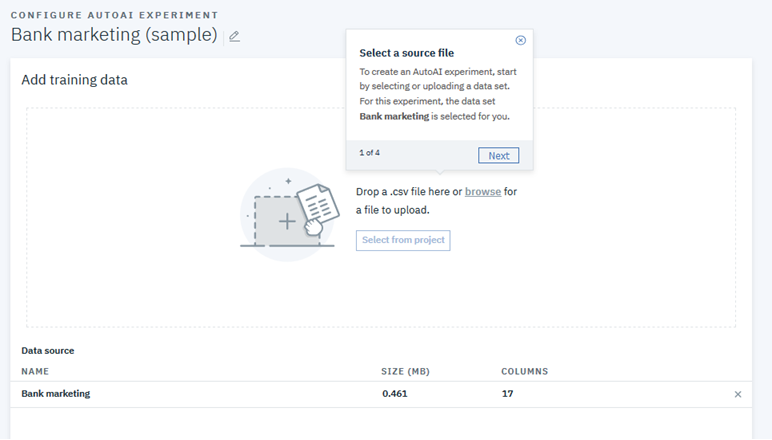 CONFIGURE AUTOAI EXPERIMENT
Bank marketing (sample)
Add training data
Select a source file
To create an AutoAI experiment, start
by selecting or uploading a data set.
For this experiment, the data set
Bank marketing is selected for you.
1 of 4
Next
Drop a .csv file here or browse for
a file to upload.
Select from project
Data source
NAME SIZE (MB) COLUMNS
Bank marketing 0.461 17